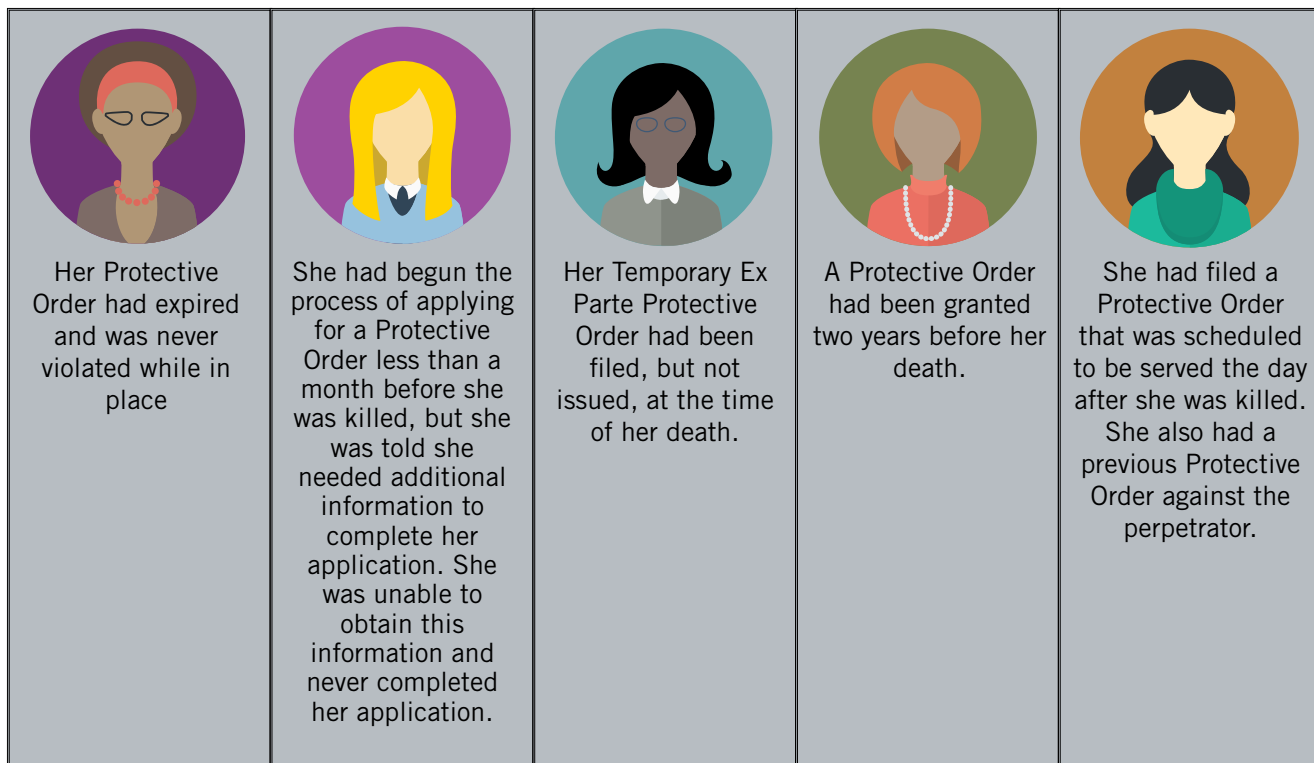 Her Protective
Order had expired
and was never
violated while in
place
She had begun the
process of applying
for a Protective
Order less than a
month before she
was killed, but she
was told she
needed additional
information to
complete her
application. She
was unable to
obtain this
information and
never completed
her application.
Her Temporary Ex
Parte Protective
Order had been
filed, but not
issued, at the time
of her death.
A Protective Order
had been granted
two years before her
death.
She had filed a
Protective Order
that was scheduled
to be served the day
after she was killed.
She also had a
previous Protective
Order against the
perpetrator.